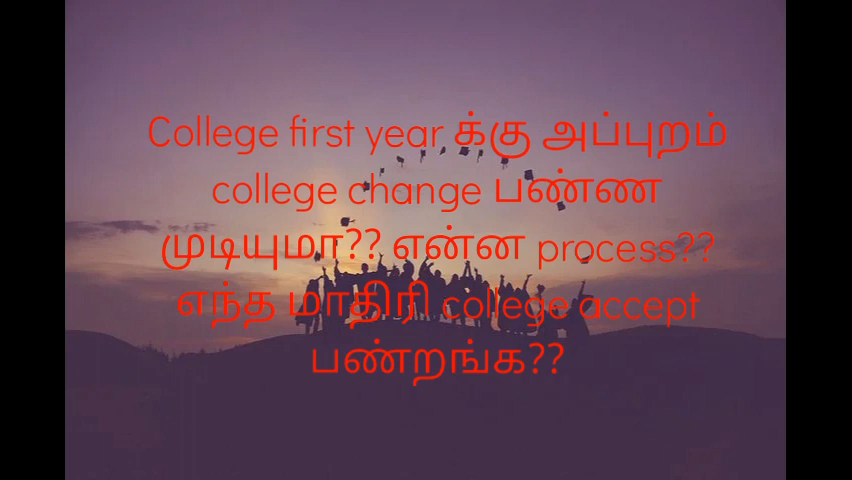 College first year க்கு அப்புறம்
college change பண்ண
முடியுமா?? என்ன process??
எந்த மாதிரி college accept
பண்றங்க??